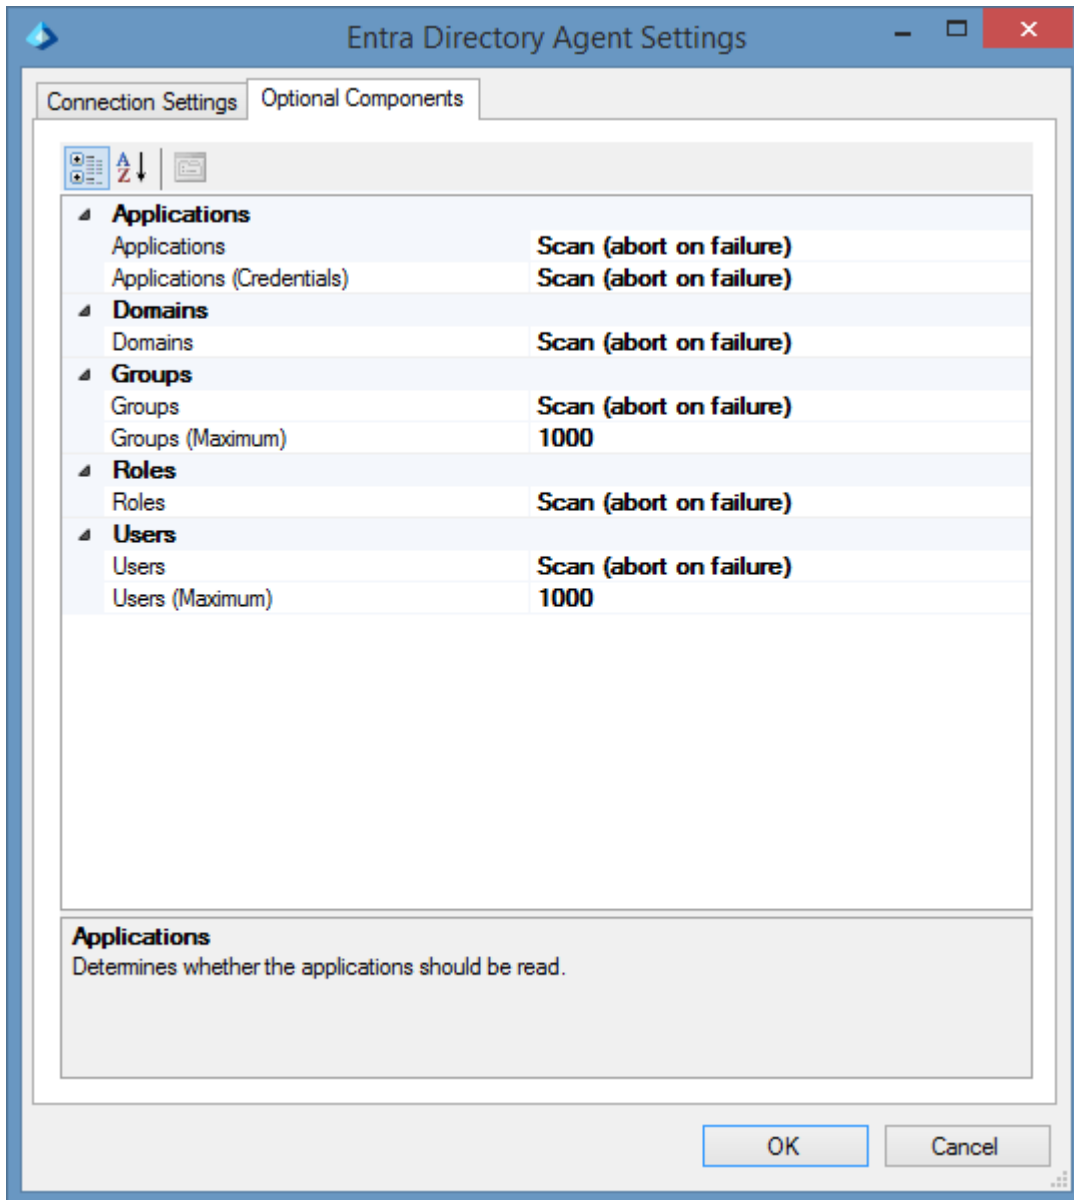 Entra Directory Agent Settings
Connection Settings Optional Components
Applications
Applications Scan (abort on failure)
Applications (Credentials) Scan (abort on failure)
Domains
Domains Scan (abort on failure)
Groups
Groups Scan (abort on failure)
Groups (Maximum) 1000
Roles
Roles Scan (abort on failure)
Users
Users Scan (abort on failure)
Users (Maximum) 1000
Applications
Determines whether the applications should be read.
OK Cancel